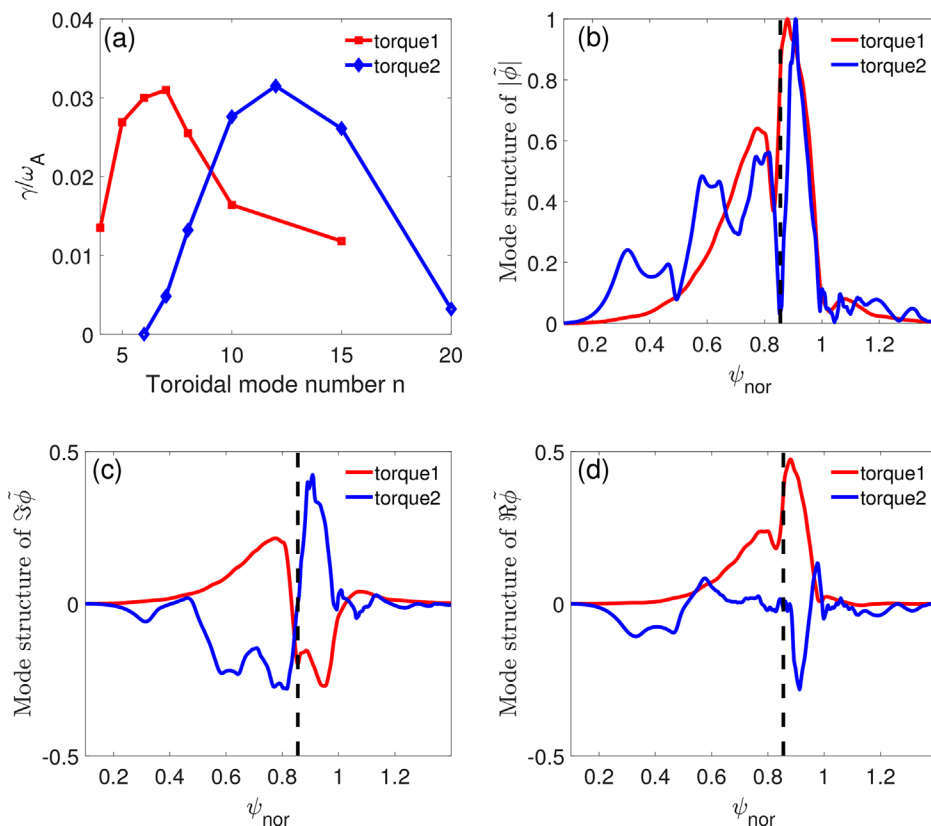 (a)
torque1
torque2
0.04
0.03
0.02
0.01
0
γ/ω_A
5
10
15
20
Toroidal mode number n
(b)
torque1
torque2
1
0.8
0.6
0.4
0.2
0
Mode structure of |ϕ̃|
0.2
0.4
0.6
0.8
1
1.2
ψ_nor
(c)
torque1
torque2
0.5
0
-0.5
Mode structure of ℑϕ̃
0.2
0.4
0.6
0.8
1
1.2
ψ_nor
(d)
torque1
torque2
0.5
0
-0.5
Mode structure of ℜϕ̃
0.2
0.4
0.6
0.8
1
1.2
ψ_nor